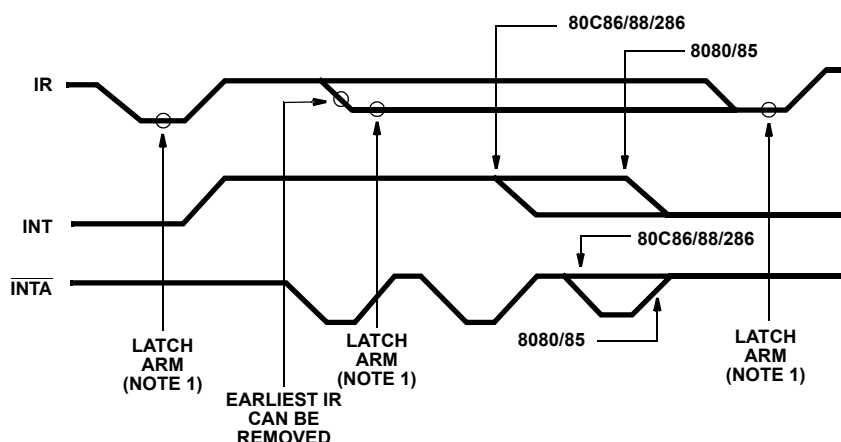 80C86/88/286
8080/85
IR
INT
80C86/88/286
INTA
8080/85
LATCH
ARM
(NOTE 1)
LATCH
ARM
(NOTE 1)
LATCH
ARM
(NOTE 1)
EARLIEST IR
CAN BE
REMOVED